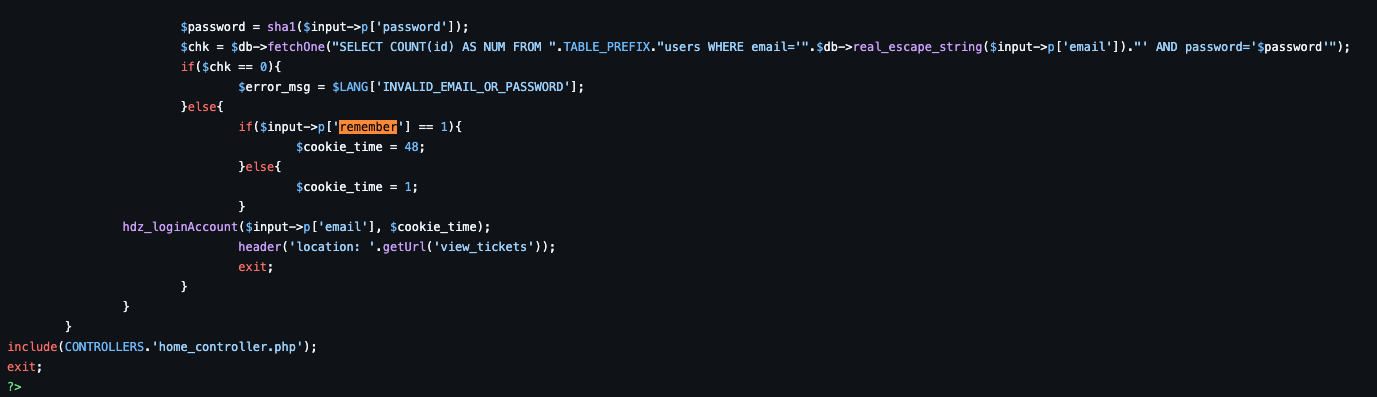 $password = sha1($input->p['password']);
$chk = $db->fetchOne("SELECT COUNT(id) AS NUM FROM ".TABLE_PREFIX."users WHERE email='".$db->real_escape_string($input->p['email'])."' AND password='$password'");
if($chk == 0){
$error_msg = $LANG['INVALID_EMAIL_OR_PASSWORD'];
}else{
if($input->p['remember'] == 1){
$cookie_time = 48;
}else{
$cookie_time = 1;
}
hdz_loginAccount($input->p['email'], $cookie_time);
header('location: '.getUrl('view_tickets'));
exit;
}
}
}
include(CONTROLLERS.'home_controller.php');
exit;
?>